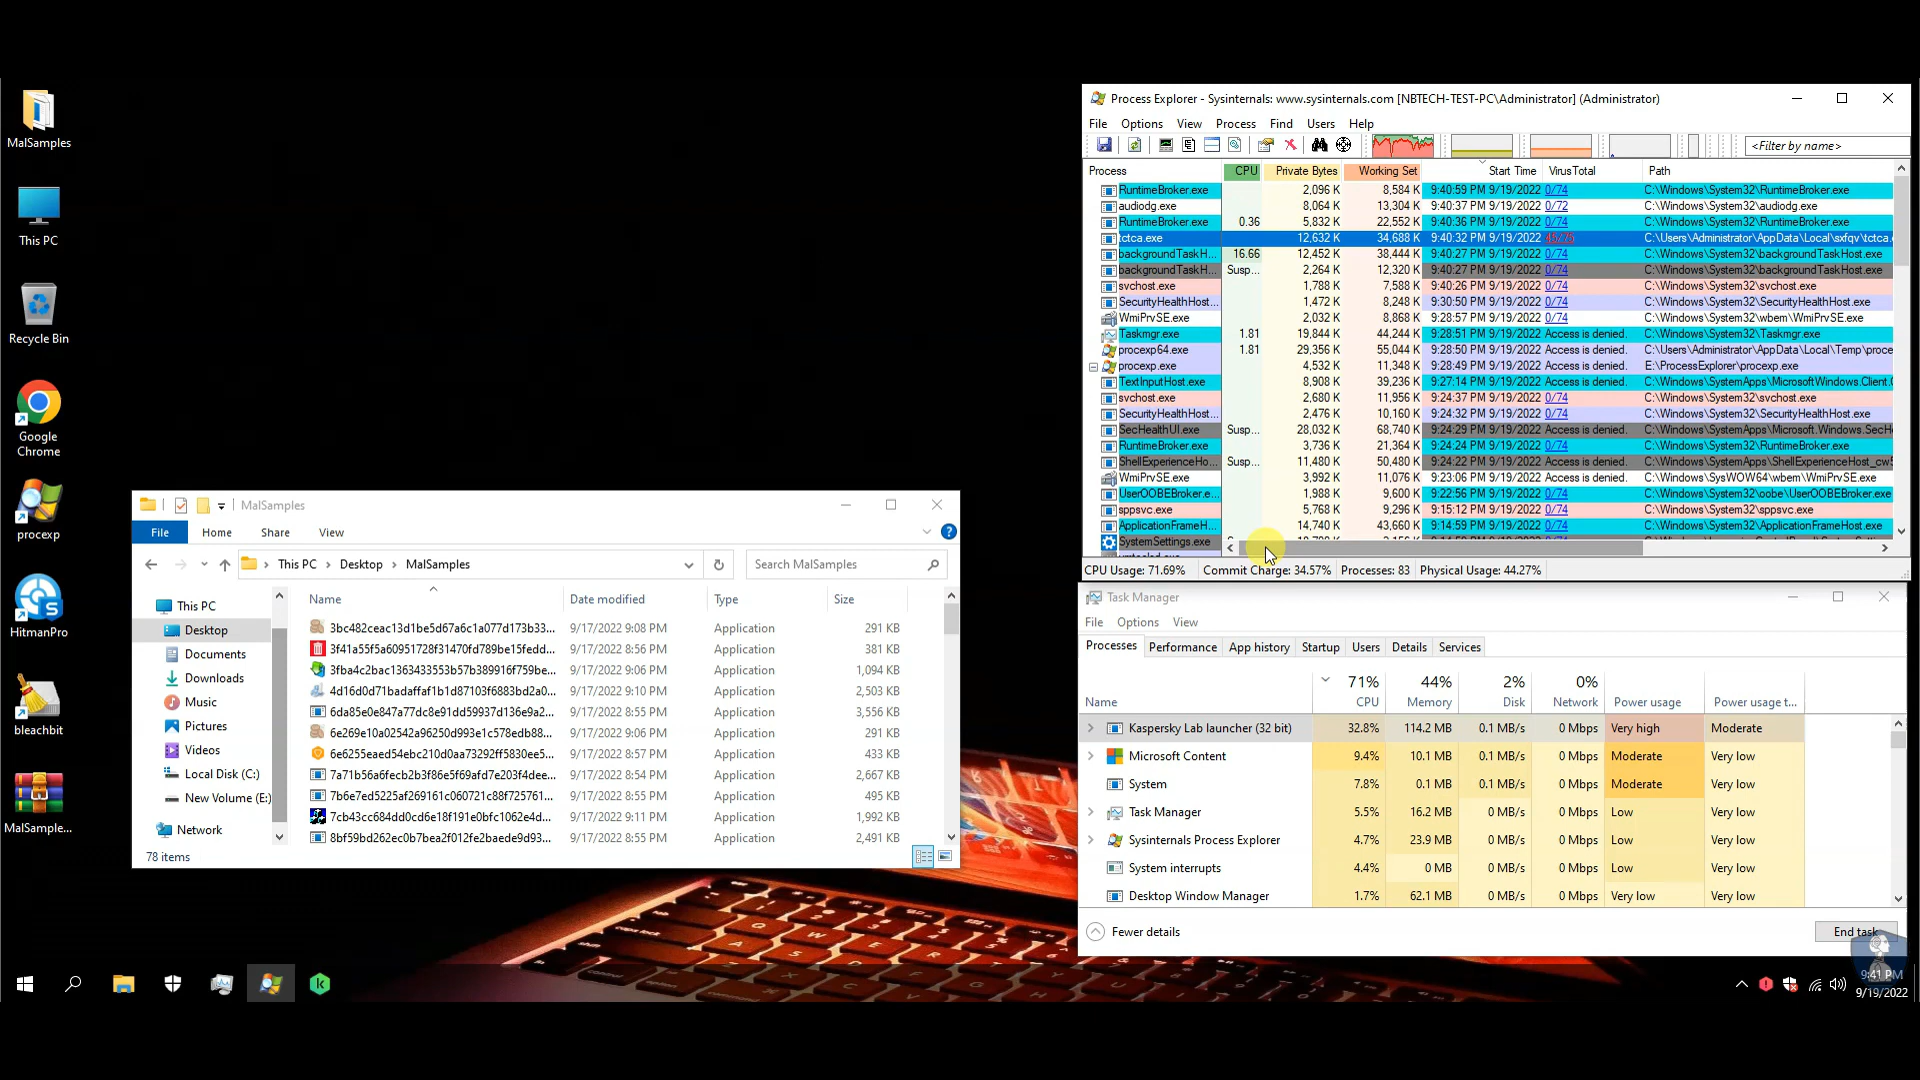 MalSamples
This PC
Recycle Bin
Google
Chrome
procexp
HitmanPro
bleachbit
MalSample...
Process Explorer - Sysinternals: www.sysinternals.com [NBTECH-TEST-PC\Administrator] (Administrator)
File Options View Process Find Users Help
<Filter by name>
Process CPU Private Bytes Working Set Start Time VirusTotal Path
RuntimeBroker.exe 2,096 K 8,584 K 9:40:59 PM 9/19/2022 0/74 C:\Windows\System32\RuntimeBroker.exe
audiodg.exe 8,064 K 13,304 K 9:40:37 PM 9/19/2022 0/72 C:\Windows\System32\audiodg.exe
RuntimeBroker.exe 0.36 5,832 K 22,552 K 9:40:36 PM 9/19/2022 0/74 C:\Windows\System32\RuntimeBroker.exe
tctca.exe 12,632 K 34,688 K 9:40:32 PM 9/19/2022 45/75 C:\Users\Administrator\AppData\Local\sxfqv\tctca.
backgroundTaskH... 16.66 12,452 K 38,444 K 9:40:27 PM 9/19/2022 0/74 C:\Windows\System32\backgroundTaskHost.exe
backgroundTaskH... Susp... 2,264 K 12,320 K 9:40:27 PM 9/19/2022 0/74 C:\Windows\System32\backgroundTaskHost.exe
svchost.exe 1,788 K 7,588 K 9:40:26 PM 9/19/2022 0/74 C:\Windows\System32\svchost.exe
SecurityHealthHost... 1,472 K 8,248 K 9:30:50 PM 9/19/2022 0/74 C:\Windows\System32\SecurityHealthHost.exe
WmiPrvSE.exe 2,032 K 8,868 K 9:28:57 PM 9/19/2022 0/74 C:\Windows\System32\wbem\WmiPrvSE.exe
Taskmgr.exe 1.81 19,844 K 44,244 K 9:28:51 PM 9/19/2022 Access is denied. C:\Windows\System32\Taskmgr.exe
procexp64.exe 1.81 29,356 K 55,044 K 9:28:50 PM 9/19/2022 Access is denied. C:\Users\Administrator\AppData\Local\Temp\proce
procexp.exe 4,532 K 11,348 K 9:28:49 PM 9/19/2022 Access is denied. E:\ProcessExplorer\procexp.exe
TextInputHost.exe 8,908 K 39,236 K 9:27:14 PM 9/19/2022 Access is denied. C:\Windows\SystemApps\MicrosoftWindows.Client.
svchost.exe 2,680 K 11,956 K 9:24:37 PM 9/19/2022 0/74 C:\Windows\System32\svchost.exe
SecurityHealthHost... 2,476 K 10,160 K 9:24:32 PM 9/19/2022 0/74 C:\Windows\System32\SecurityHealthHost.exe
SecHealthUI.exe Susp... 28,032 K 68,740 K 9:24:29 PM 9/19/2022 Access is denied. C:\Windows\SystemApps\Microsoft.Windows.SecH
RuntimeBroker.exe 3,736 K 21,364 K 9:24:24 PM 9/19/2022 0/74 C:\Windows\System32\RuntimeBroker.exe
ShellExperienceHo... Susp... 11,480 K 50,480 K 9:24:22 PM 9/19/2022 Access is denied. C:\Windows\SystemApps\ShellExperienceHost_cw5
WmiPrvSE.exe 3,992 K 11,076 K 9:23:06 PM 9/19/2022 0/74 C:\Windows\SysWOW64\wbem\WmiPrvSE.exe
UserOOBEBroker.e... 1,988 K 9,600 K 9:22:56 PM 9/19/2022 0/74 C:\Windows\System32\oobe\UserOOBEBroker.exe
sppsvc.exe 5,768 K 9,296 K 9:15:12 PM 9/19/2022 0/74 C:\Windows\System32\sppsvc.exe
ApplicationFrameH... 14,740 K 43,660 K 9:14:59 PM 9/19/2022 0/74 C:\Windows\System32\ApplicationFrameHost.exe
SystemSettings.exe
CPU Usage: 71.69% Commit Charge: 34.57% Processes: 83 Physical Usage: 44.27%
MalSamples
File Home Share View
This PC Desktop MalSamples
Search MalSamples
This PC
Desktop
Documents
Downloads
Music
Pictures
Videos
Local Disk (C:)
New Volume (E:)
Network
78 items
Name Date modified Type Size
3bc482ceac13d1be5d67a6c1a077d173b33... 9/17/2022 9:08 PM Application 291 KB
3f41a55f5a60951728f31470fd789be15fedd... 9/17/2022 8:56 PM Application 381 KB
3fba4c2bac1363433553b57b389916f759be... 9/17/2022 9:06 PM Application 1,094 KB
4d16d0d71badaffaf1b1d87103f6883bd2a0... 9/17/2022 9:10 PM Application 2,503 KB
6da85e0e847a77dc8e91dd59937d136e9a2... 9/17/2022 8:55 PM Application 3,556 KB
6e269e10a02542a96250d993e1c578edb88... 9/17/2022 9:06 PM Application 291 KB
6e6255eaed54ebc210d0aa73292ff5830ee5... 9/17/2022 8:57 PM Application 433 KB
7a71b56a6fecb2b3f86e5f69afd7e203f4dee... 9/17/2022 8:54 PM Application 2,667 KB
7b6e7ed5225af269161c060721c88f725761... 9/17/2022 8:55 PM Application 495 KB
7cb43cc684dd0cd6e18f191e0bfc1062e4d... 9/17/2022 9:11 PM Application 1,992 KB
8bf59bd262ec0b7bea2f012fe2baede9d93... 9/17/2022 8:55 PM Application 2,491 KB
Task Manager
File Options View
Processes Performance App history Startup Users Details Services
71% 44% 2% 0%
Name CPU Memory Disk Network Power usage Power usage t...
Kaspersky Lab launcher (32 bit) 32.8% 114.2 MB 0.1 MB/s 0 Mbps Very high Moderate
Microsoft Content 9.4% 10.1 MB 0.1 MB/s 0 Mbps Moderate Very low
System 7.8% 0.1 MB 0.1 MB/s 0 Mbps Moderate Very low
Task Manager 5.5% 16.2 MB 0 MB/s 0 Mbps Low Very low
Sysinternals Process Explorer 4.7% 23.9 MB 0 MB/s 0 Mbps Low Very low
System interrupts 4.4% 0 MB 0 MB/s 0 Mbps Low Very low
Desktop Window Manager 1.7% 62.1 MB 0 MB/s 0 Mbps Very low Very low
Fewer details
End task
9:41 PM
9/19/2022